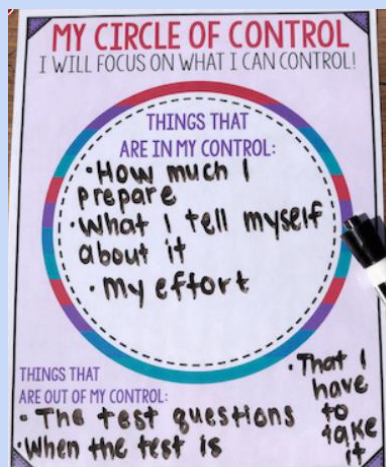 MY CIRCLE OF CONTROL
I WILL FOCUS ON WHAT I CAN CONTROL!
THINGS THAT
ARE IN MY CONTROL:
• How much I
prepare
• What I tell myself
about it
• my effort
THINGS THAT
ARE OUT OF MY CONTROL:
• The test questions
• When the test is
• That I
have
to
take
it